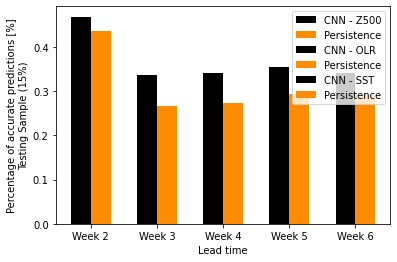 Percentage of accurate predictions [%]
Testing Sample (15%)
0.4
0.3
0.2
0.1
0.0
CNN - Z500
Persistence
CNN - OLR
Persistence
CNN - SST
Persistence
Week 2
Week 3
Week 4
Week 5
Week 6
Lead time